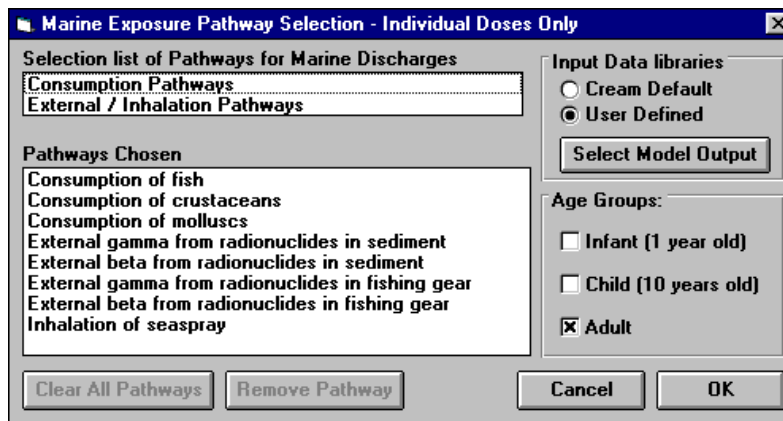 Marine Exposure Pathway Selection - Individual Doses Only
Selection list of Pathways for Marine Discharges
Consumption Pathways
External / Inhalation Pathways
Pathways Chosen
Consumption of fish
Consumption of crustaceans
Consumption of molluscs
External gamma from radionuclides in sediment
External beta from radionuclides in sediment
External gamma from radionuclides in fishing gear
External beta from radionuclides in fishing gear
Inhalation of seaspray
Input Data libraries
Cream Default
User Defined
Select Model Output
Age Groups:
Infant (1 year old)
Child (10 years old)
Adult
Clear All Pathways
Remove Pathway
Cancel
OK